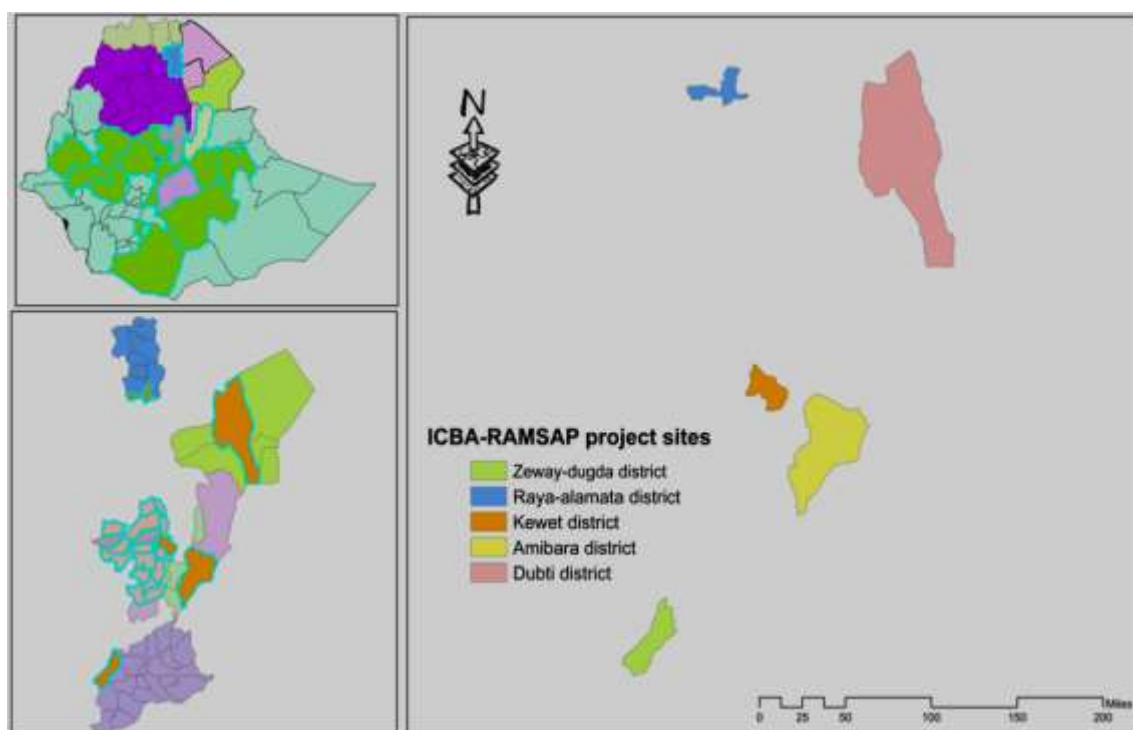 N
ICBA-RAMSAP project sites
Zeway-dugda district
Raya-alamata district
Kewet district
Amibara district
Dubti district
Miles
0 25 50 100 150 200